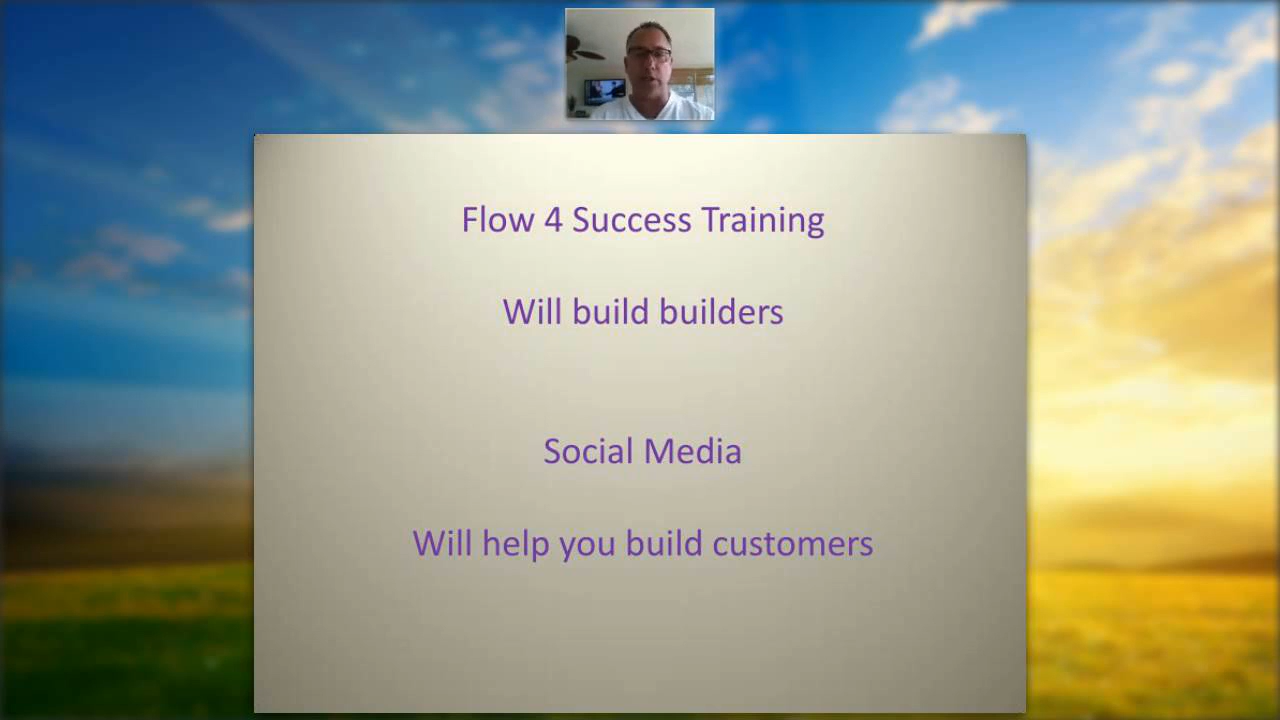 Flow 4 Success Training
Will build builders
Social Media
Will help you build customers